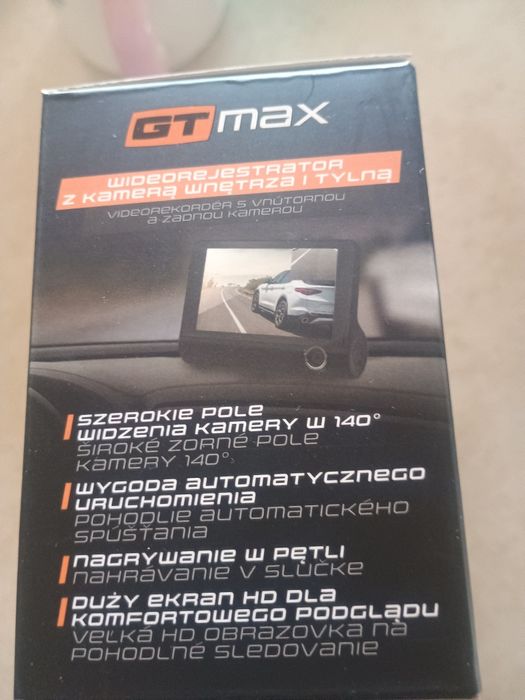 GT max
WIDEOREJESTRATOR
Z KAMERĄ WNĘTRZA I TYLNĄ
VIDEOREKORDÉR S VNÚTORNOU
A ZADNOU KAMEROU
SZEROKIE POLE
WIDZENIA KAMERY W 140°
ŠIROKÉ ZORNÉ POLE
KAMERY 140°
WYGODA AUTOMATYCZNEGO
URUCHOMIENIA
POHODLIE AUTOMATICKÉHO
SPÚŠŤANIA
NAGRYWANIE W PĘTLI
NAHRÁVANIE V SLUČKE
DUŻY EKRAN HD DLA
KOMFORTOWEGO PODGLĄDU
VEĽKÁ HD OBRAZOVKA NA
POHODLNÉ SLEDOVANIE